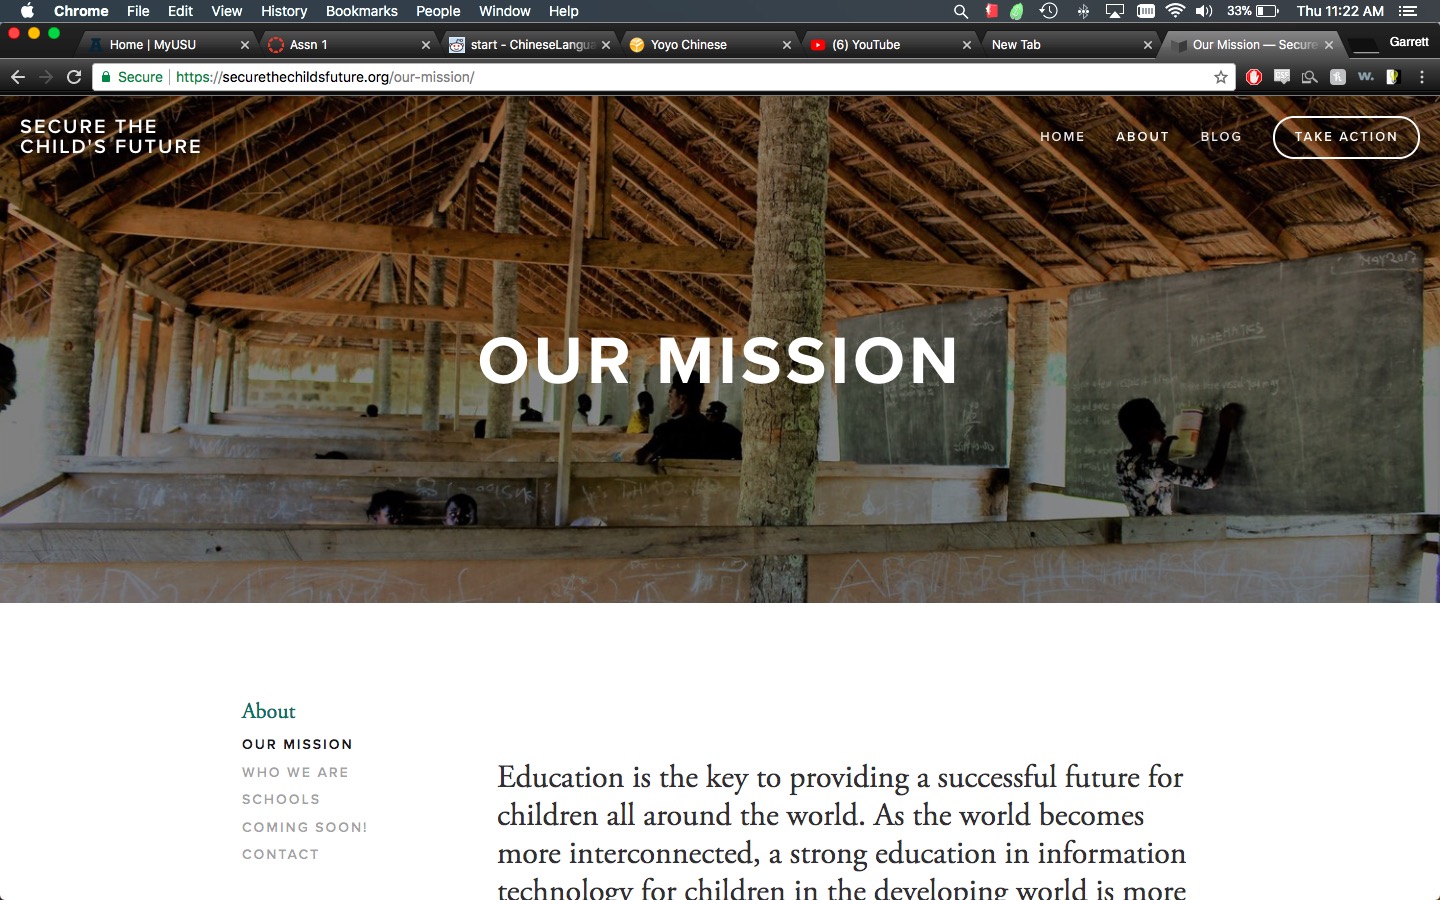 Chrome File Edit View History Bookmarks People Window Help 33% Thu 11:22 AM
Home | MyUSU
Assn 1
start - ChineseLangua
Yoyo Chinese
(6) YouTube
New Tab
Our Mission — Secure
Garrett
Secure https://securethechildsfuture.org/our-mission/
SECURE THE
CHILD'S FUTURE
HOME ABOUT BLOG TAKE ACTION
May 2017
MATHEMATICS
OUR MISSION
About
OUR MISSION
WHO WE ARE
SCHOOLS
COMING SOON!
CONTACT
Education is the key to providing a successful future for
children all around the world. As the world becomes
more interconnected, a strong education in information
technology for children in the developing world is more